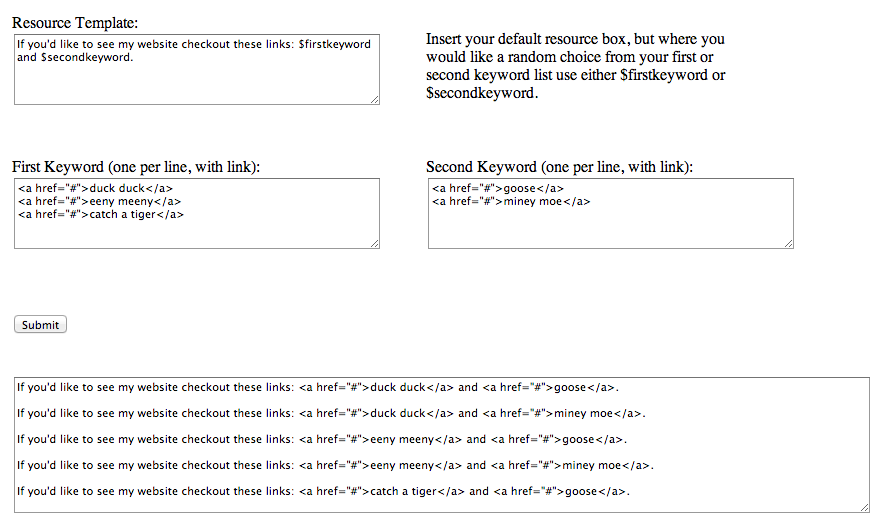 Resource Template:
If you'd like to see my website checkout these links: $firstkeyword
and $secondkeyword.
Insert your default resource box, but where you
would like a random choice from your first or
second keyword list use either $firstkeyword or
$secondkeyword.
First Keyword (one per line, with link):
<a href="#">duck duck</a>
<a href="#">eeny meeny</a>
<a href="#">catch a tiger</a>
Second Keyword (one per line, with link):
<a href="#">goose</a>
<a href="#">miney moe</a>
Submit
If you'd like to see my website checkout these links: <a href="#">duck duck</a> and <a href="#">goose</a>.
If you'd like to see my website checkout these links: <a href="#">duck duck</a> and <a href="#">miney moe</a>.
If you'd like to see my website checkout these links: <a href="#">eeny meeny</a> and <a href="#">goose</a>.
If you'd like to see my website checkout these links: <a href="#">eeny meeny</a> and <a href="#">miney moe</a>.
If you'd like to see my website checkout these links: <a href="#">catch a tiger</a> and <a href="#">goose</a>.